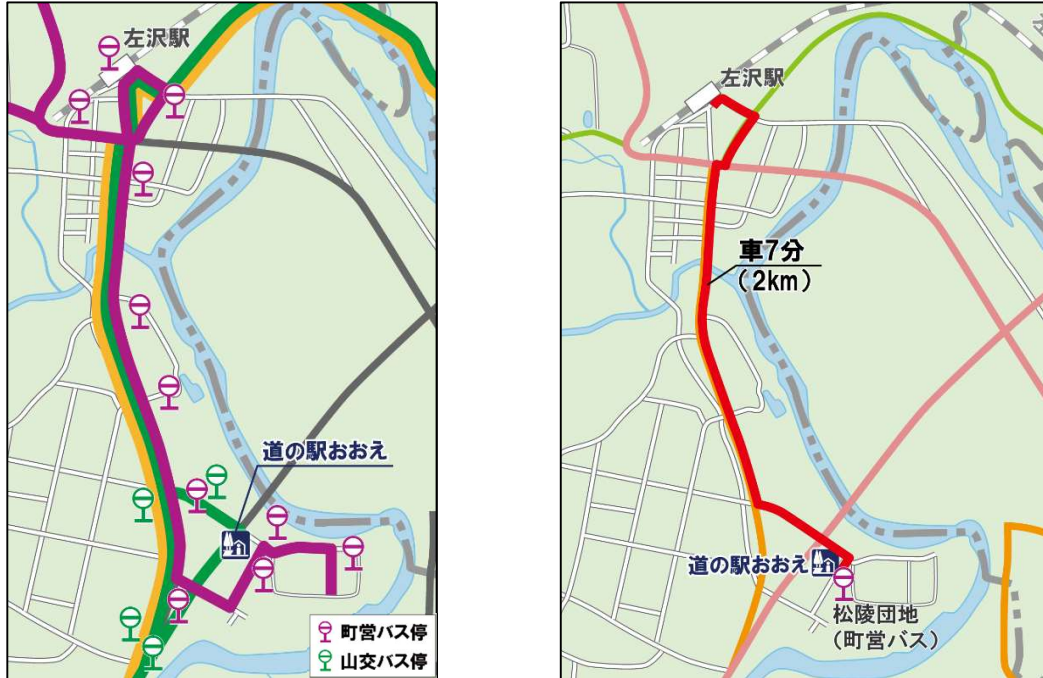 左沢駅
道の駅おおえ
町営バス停
山交バス停
左沢駅
車7分
(2km)
道の駅おおえ
松陵団地
(町営バス)